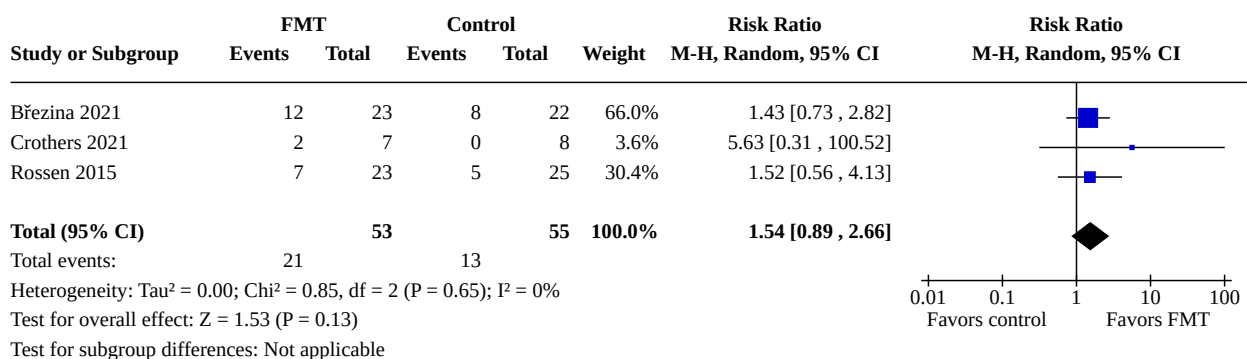 FMT Control Risk Ratio Risk Ratio
Study or Subgroup Events Total Events Total Weight M-H, Random, 95% CI M-H, Random, 95% CI
Březina 2021 12 23 8 22 66.0% 1.43 [0.73 , 2.82]
Crothers 2021 2 7 0 8 3.6% 5.63 [0.31 , 100.52]
Rossen 2015 7 23 5 25 30.4% 1.52 [0.56 , 4.13]
Total (95% CI) 53 55 100.0% 1.54 [0.89 , 2.66]
Total events: 21 13
Heterogeneity: Tau² = 0.00; Chi² = 0.85, df = 2 (P = 0.65); I² = 0%
0.01 0.1 1 10 100
Test for overall effect: Z = 1.53 (P = 0.13)
Favors control Favors FMT
Test for subgroup differences: Not applicable